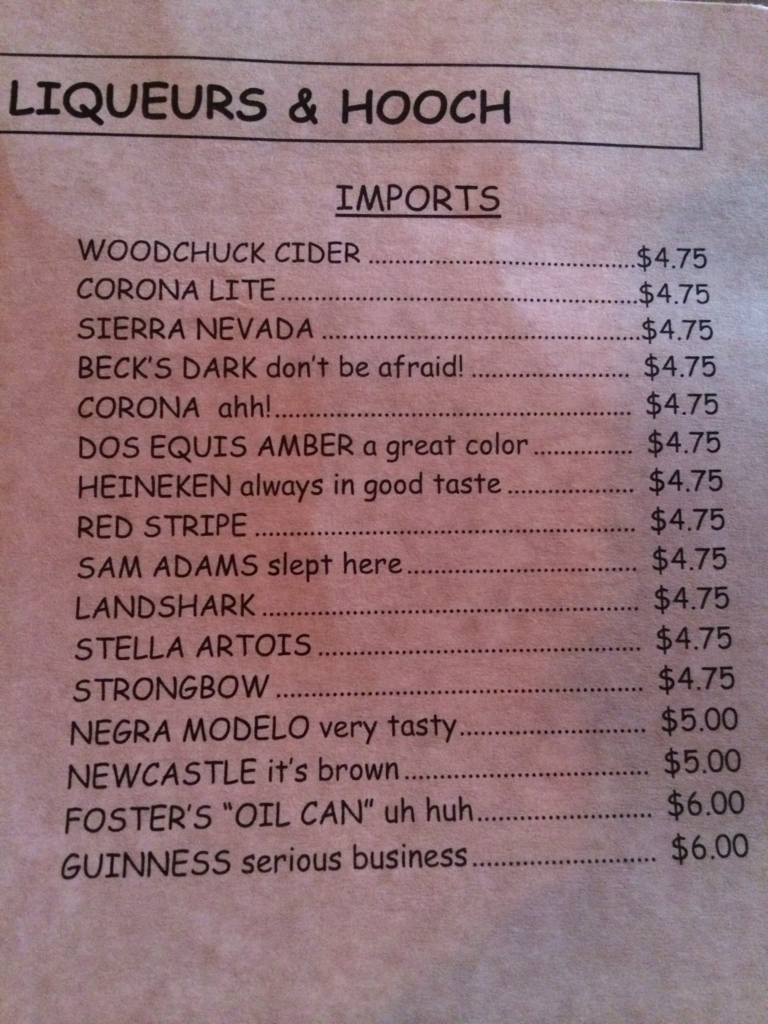 LIQUEURS & HOOCH
IMPORTS
WOODCHUCK CIDER ......................................$4.75
CORONA LITE...................................................$4.75
SIERRA NEVADA .............................................$4.75
BECK'S DARK don't be afraid! ....................... $4.75
CORONA ahh!................................................... $4.75
DOS EQUIS AMBER a great color.............. $4.75
HEINEKEN always in good taste.................. $4.75
RED STRIPE ...................................................... $4.75
SAM ADAMS slept here................................. $4.75
LANDSHARK...................................................... $4.75
STELLA ARTOIS.............................................. $4.75
STRONGBOW .................................................... $4.75
NEGRA MODELO very tasty........................... $5.00
NEWCASTLE it's brown................................... $5.00
FOSTER'S "OIL CAN" uh huh......................... $6.00
GUINNESS serious business.......................... $6.00